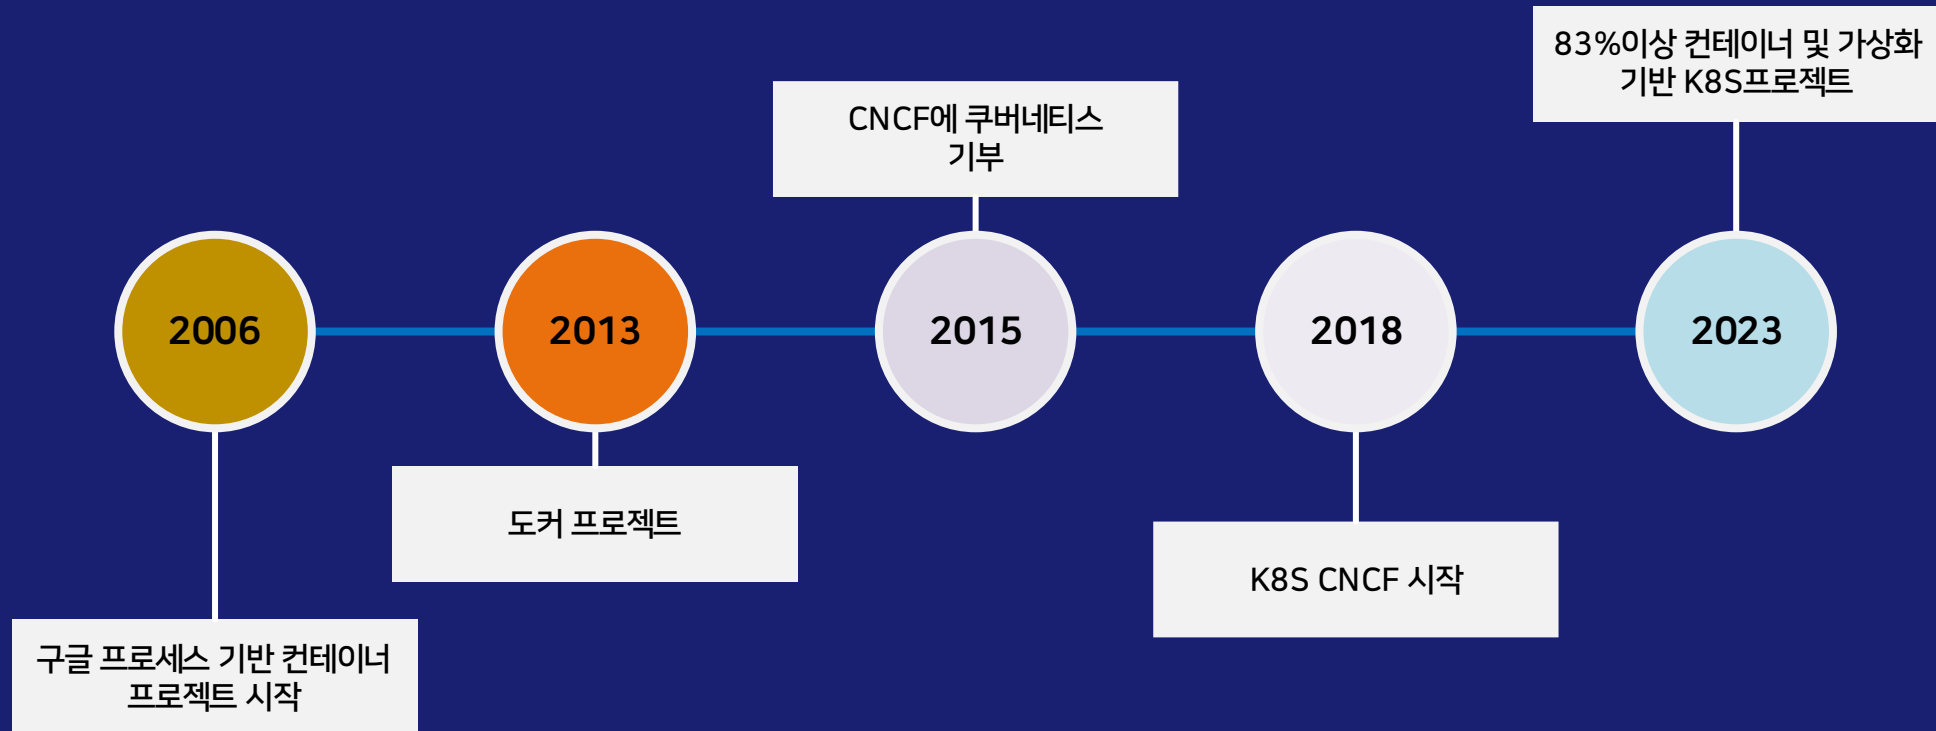 83%이상 컨테이너 및 가상화
기반 K8S프로젝트
CNCF에 쿠버네티스
기부
2006
2013
2015
2018
2023
도커 프로젝트
K8S CNCF 시작
구글 프로세스 기반 컨테이너
프로젝트 시작